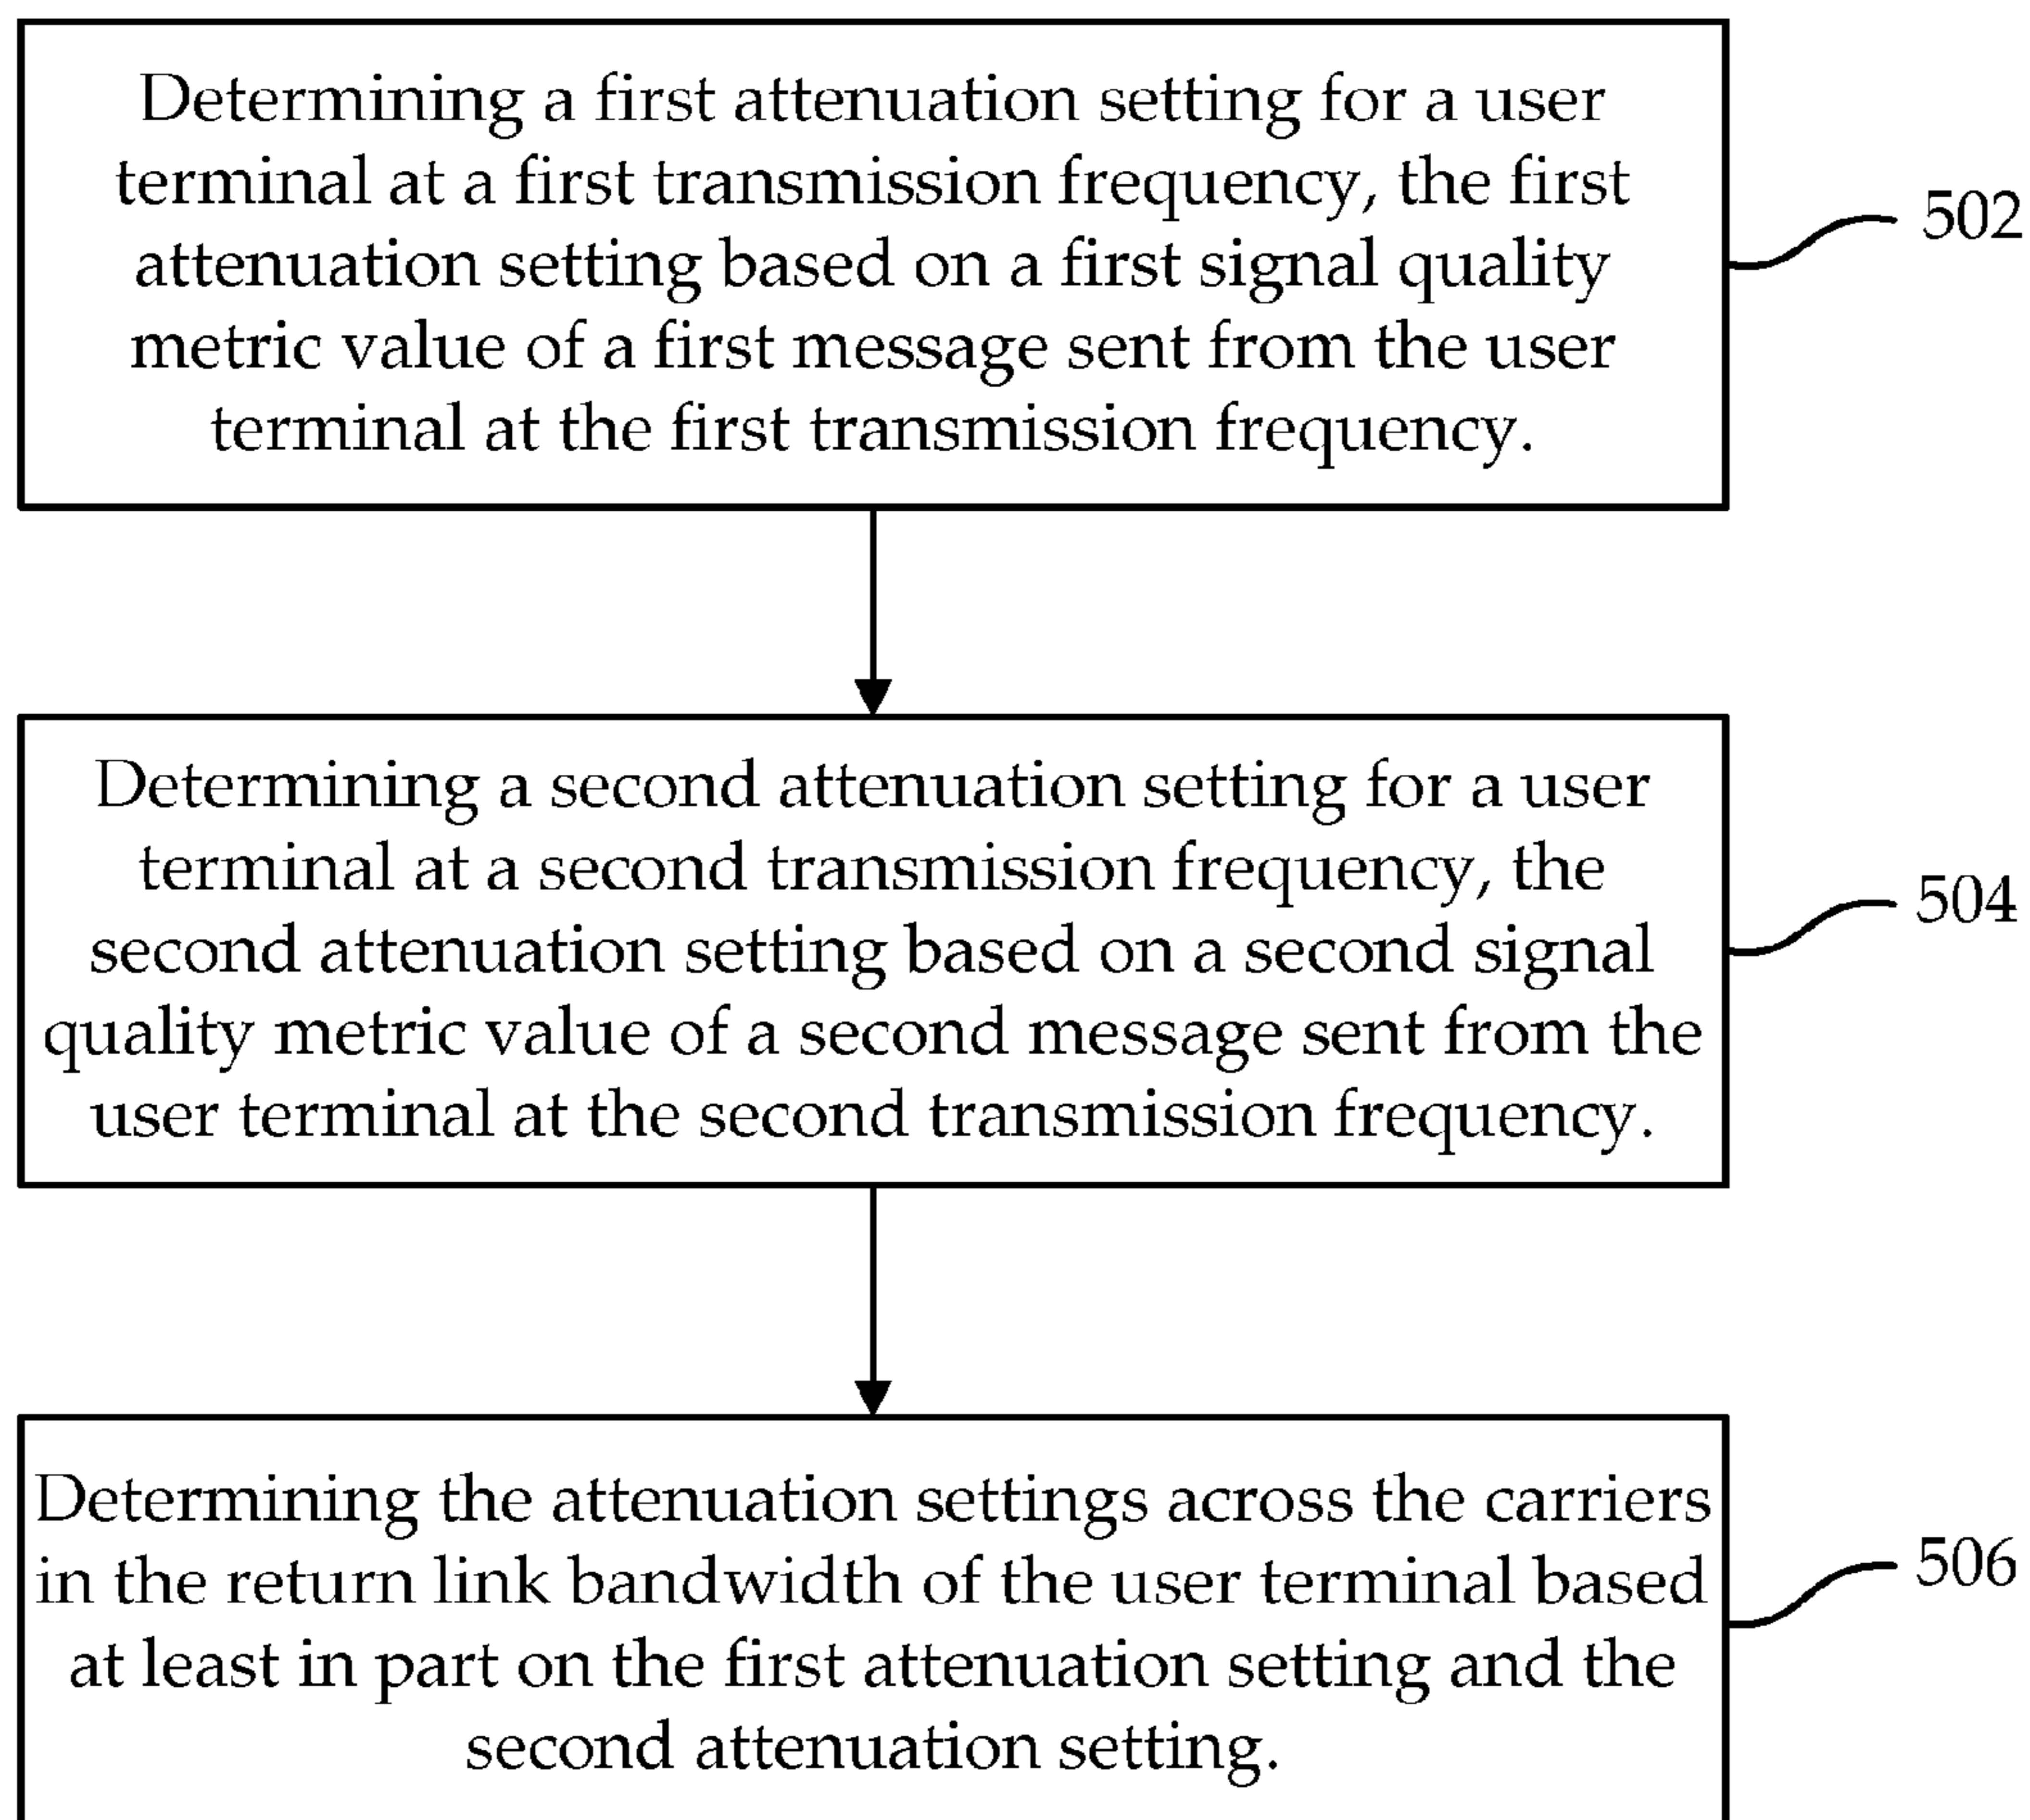 Determining a first attenuation setting for a user
terminal at a first transmission frequency, the first
attenuation setting based on a first signal quality
metric value of a first message sent from the user
terminal at the first transmission frequency.
502
Determining a second attenuation setting for a user
terminal at a second transmission frequency, the
second attenuation setting based on a second signal
quality metric value of a second message sent from the
user terminal at the second transmission frequency.
504
Determining the attenuation settings across the carriers
in the return link bandwidth of the user terminal based
at least in part on the first attenuation setting and the
second attenuation setting.
506